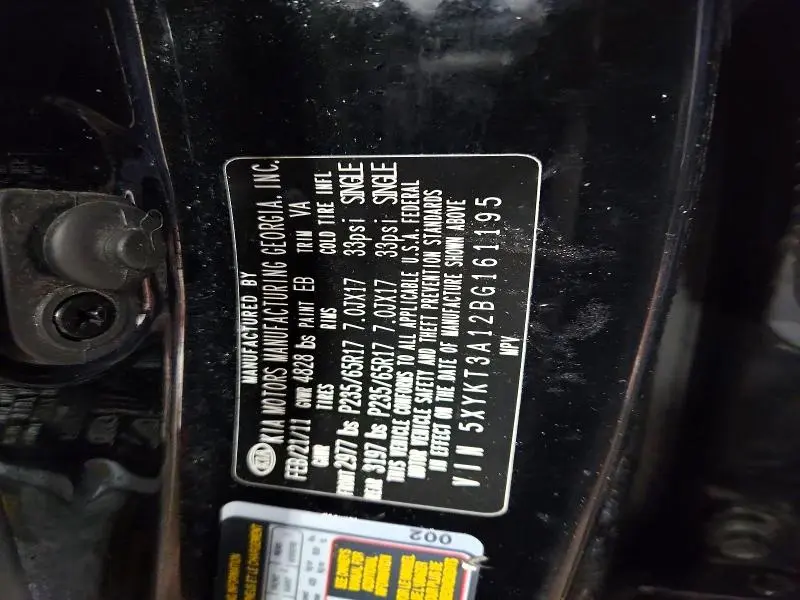 MANUFACTURED BY
KIA KIA MOTORS MANUFACTURING GEORGIA, INC.
FEB/21/11 GVWR 4828 lbs PAINT EB TRIM VA
GWR TIRES RIMS COLD TIRE INFL
FRONT 2977 lbs P235/65R17 7.0JX17 33psi SINGLE
REAR 3197 lbs P235/65R17 7.0JX17 33psi SINGLE
THIS VEHICLE CONFORMS TO ALL APPLICABLE U.S.A. FEDERAL
MOTOR VEHICLE SAFETY AND THEFT PREVENTION STANDARDS
IN EFFECT ON THE DATE OF MANUFACTURE SHOWN ABOVE
VIN 5XYKT3A12BG161195
MPV
002